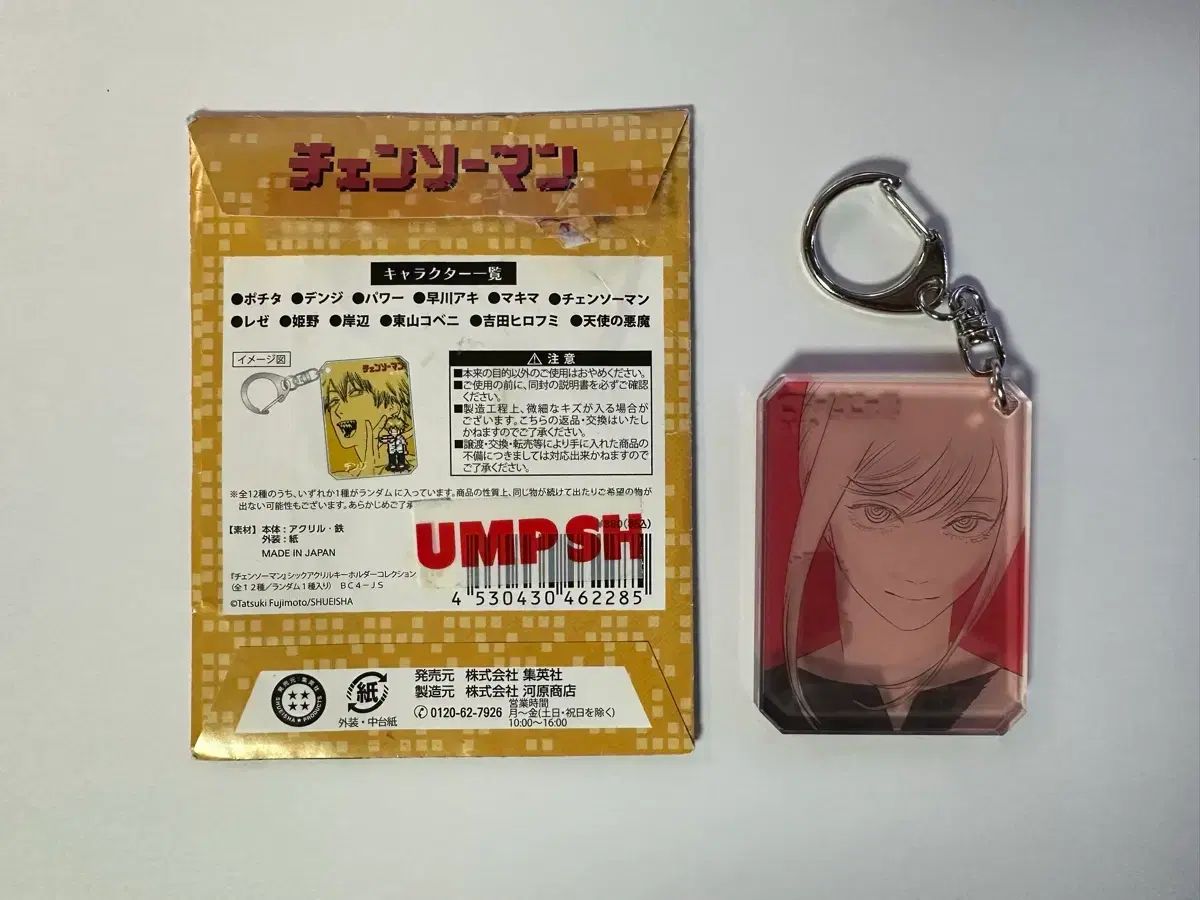 チェンソーマン
キャラクター一覧
●ポチタ ●デンジ ●パワー ●早川アキ ●マキマ ●チェンソーマン
●レゼ ●姫野 ●岸辺 ●東山コベニ ●吉田ヒロフミ ●天使の悪魔
イメージ図
チェンソーマン
デンジ
⚠ 注意
■本来の目的以外のご使用はおやめください。
■ご使用の前に、同封の説明書を必ずご確認
ください。
■製造工程上、微細なキズが入る場合が
ございます。こちらの返品・交換はいたし
かねますのでご了承ください。
■譲渡・交換・転売等により手に入れた商品の
不備につきましては対応出来かねますので
ご了承ください。
※全12種のうち、いずれか1種がランダムに入っています。商品の性質上、同じ物が続けて出たりご希望の物が
出ない可能性もございます。あらかじめご了承
【素材】本体:アクリル・鉄
外装:紙
MADE IN JAPAN
UMP SH
『チェンソーマン』シックアクリルキーホルダーコレクション
(全12種/ランダム1種入り) BC4-JS
©Tatsuki Fujimoto/SHUEISHA
4 530430 462285
発売元:集英社
SHUEISHA PRODUCTS
紙
外装・中台紙
発売元 株式会社 集英社
製造元 株式会社 河原商店
0120-62-7926
営業時間
月〜金(土日・祝日を除く)
10:00〜16:00